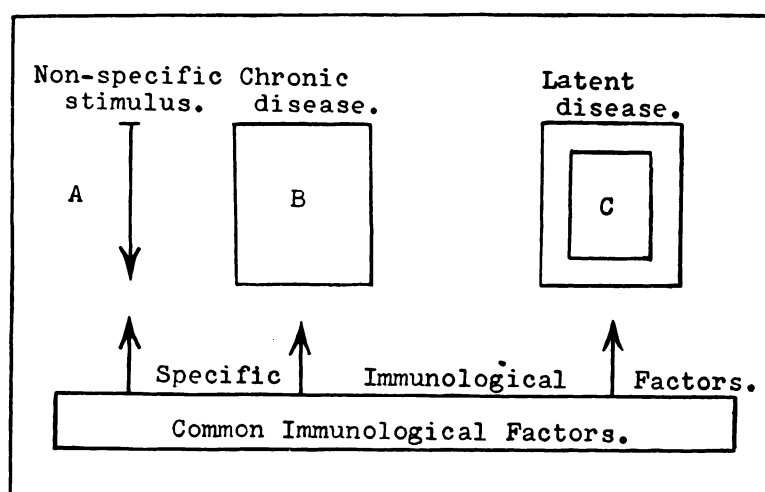 Non-specific Chronic
stimulus. disease.
Latent
disease.
A
B
C
Specific Immunological Factors.
Common Immunological Factors.